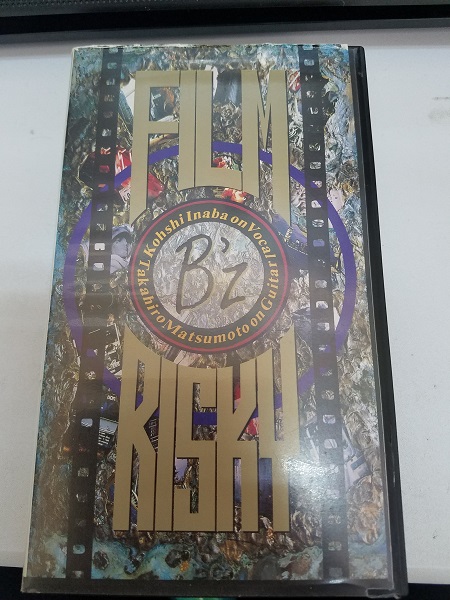 FILM
Kohshi Inaba on Vocal
B'z
Takahiro Matsumoto on Guitar
RISKY